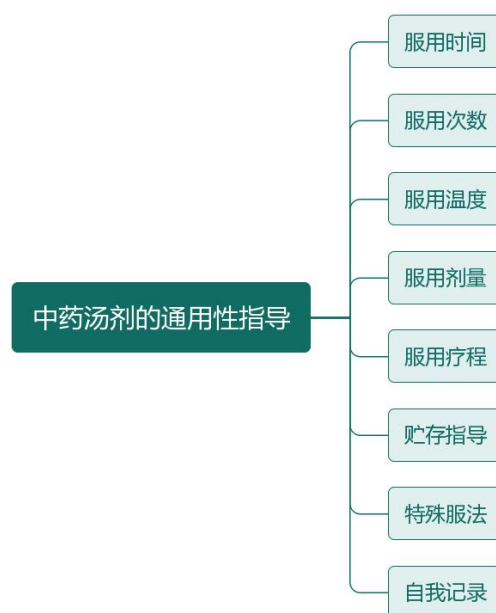 服用时间
服用次数
服用温度
服用剂量
中药汤剂的通用性指导
服用疗程
贮存指导
特殊服法
自我记录